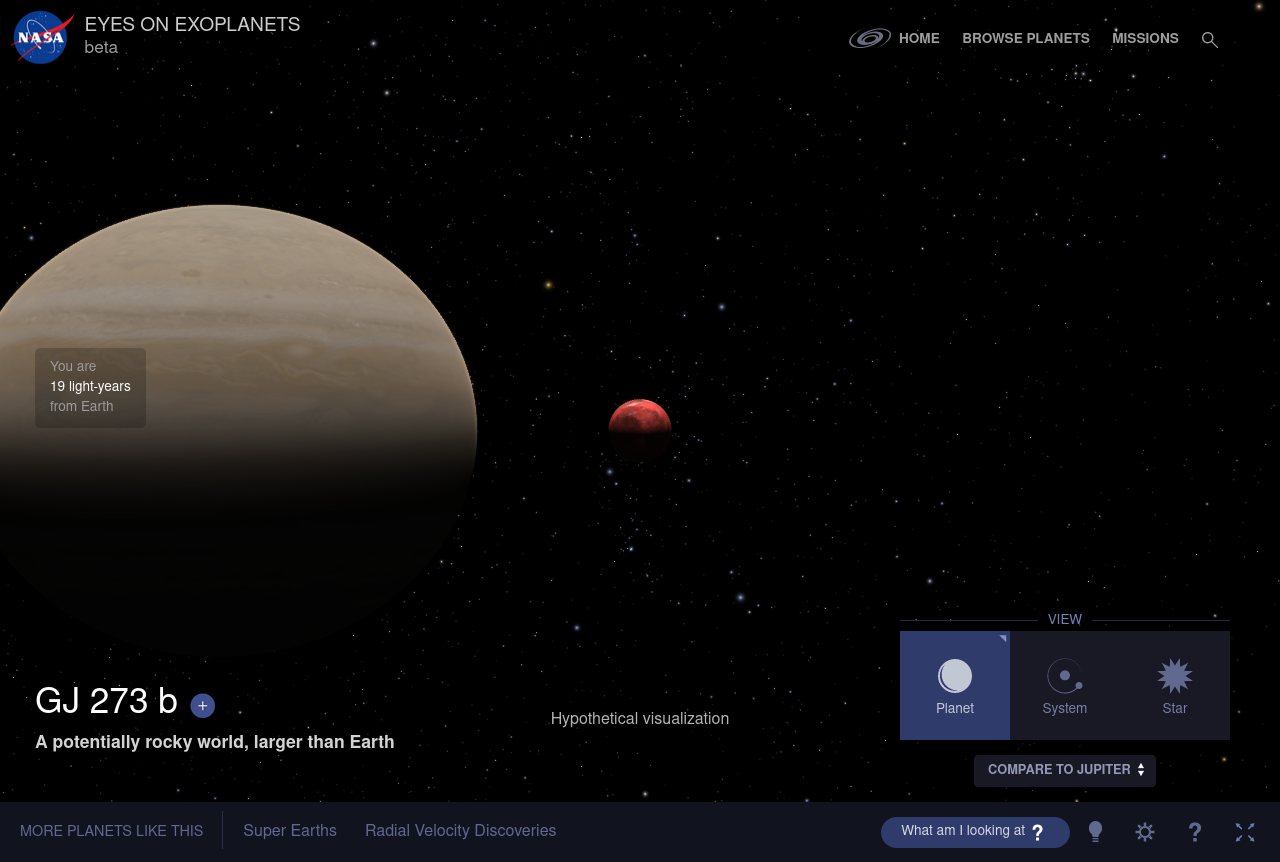 NASA
EYES ON EXOPLANETS
beta
HOME
BROWSE PLANETS
MISSIONS
You are
19 light-years
from Earth
VIEW
Planet
System
Star
GJ 273 b +
A potentially rocky world, larger than Earth
Hypothetical visualization
COMPARE TO JUPITER
MORE PLANETS LIKE THIS
Super Earths
Radial Velocity Discoveries
What am I looking at ?
?